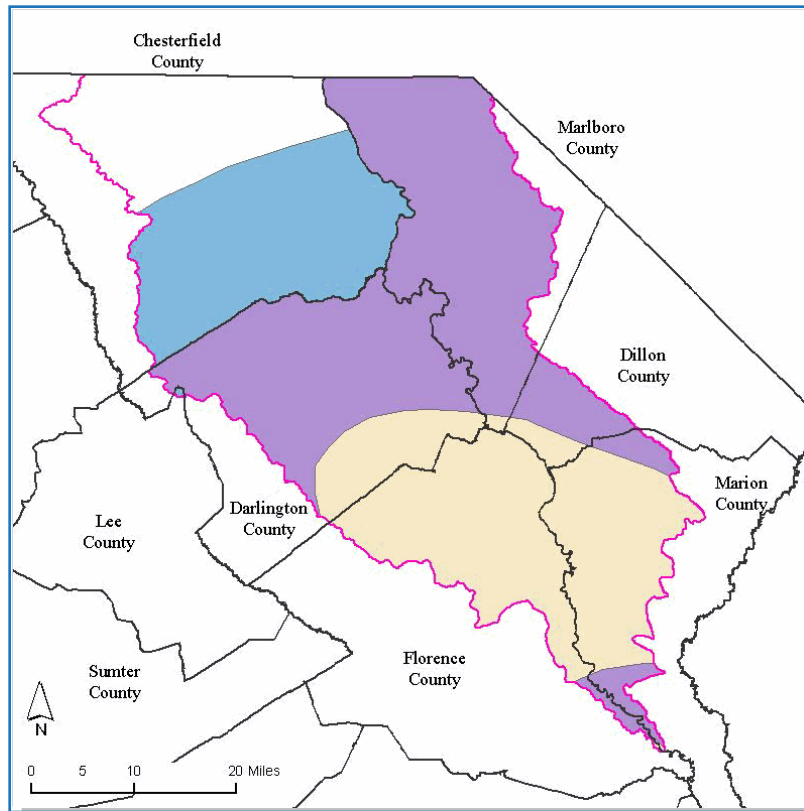 Chesterfield
County
Marlboro
County
Dillon
County
Marion
County
Darlington
County
Lee
County
Florence
County
Sumter
County
N
0 5 10 20 Miles